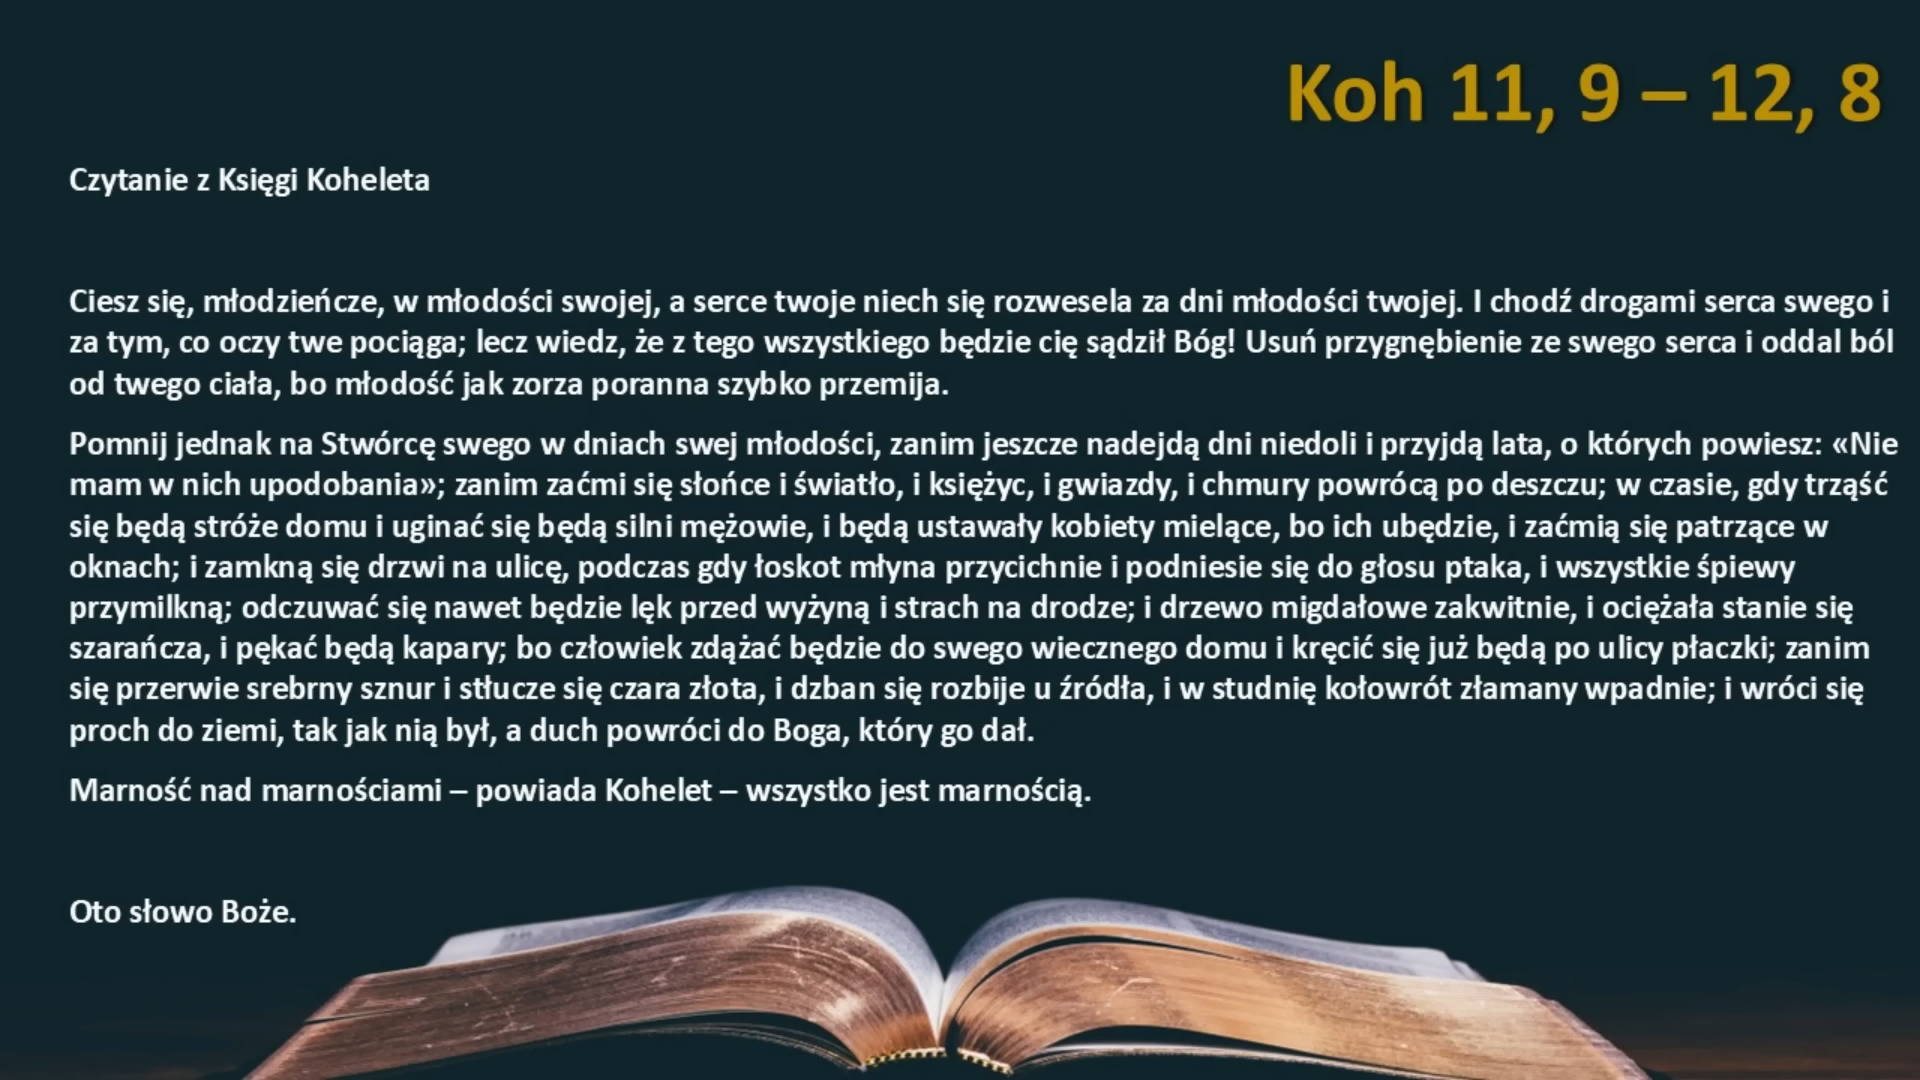 Koh 11, 9 – 12, 8
Czytanie z Księgi Koheleta
Ciesz się, młodzieńcze, w młodości swojej, a serce twoje niech się rozwesela za dni młodości twojej. I chodź drogami serca swego i
za tym, co oczy twe pociąga; lecz wiedz, że z tego wszystkiego będzie cię sądził Bóg! Usuń przygnębienie ze swego serca i oddal ból
od twego ciała, bo młodość jak zorza poranna szybko przemija.
Pomnij jednak na Stwórcę swego w dniach swej młodości, zanim jeszcze nadejdą dni niedoli i przyjdą lata, o których powiesz: «Nie
mam w nich upodobania»; zanim zaćmi się słońce i światło, i księżyc, i gwiazdy, i chmury powrócą po deszczu; w czasie, gdy trząść
się będą stróże domu i uginać się będą silni mężowie, i będą ustawały kobiety mielące, bo ich ubędzie, i zaćmią się patrzące w
oknach; i zamkną się drzwi na ulicę, podczas gdy łoskot młyna przycichnie i podniesie się do głosu ptaka, i wszystkie śpiewy
przymilkną; odczuwać się nawet będzie lęk przed wyżyną i strach na drodze; i drzewo migdałowe zakwitnie, i ociężała stanie się
szarańcza, i pękać będą kapary; bo człowiek zdążać będzie do swego wiecznego domu i kręcić się już będą po ulicy płaczki; zanim
się przerwie srebrny sznur i stłucze się czara złota, i dzban się rozbije u źródła, i w studnię kołowrót złamany wpadnie; i wróci się
proch do ziemi, tak jak nią był, a duch powróci do Boga, który go dał.
Marność nad marnościami – powiada Kohelet – wszystko jest marnością.
Oto słowo Boże.